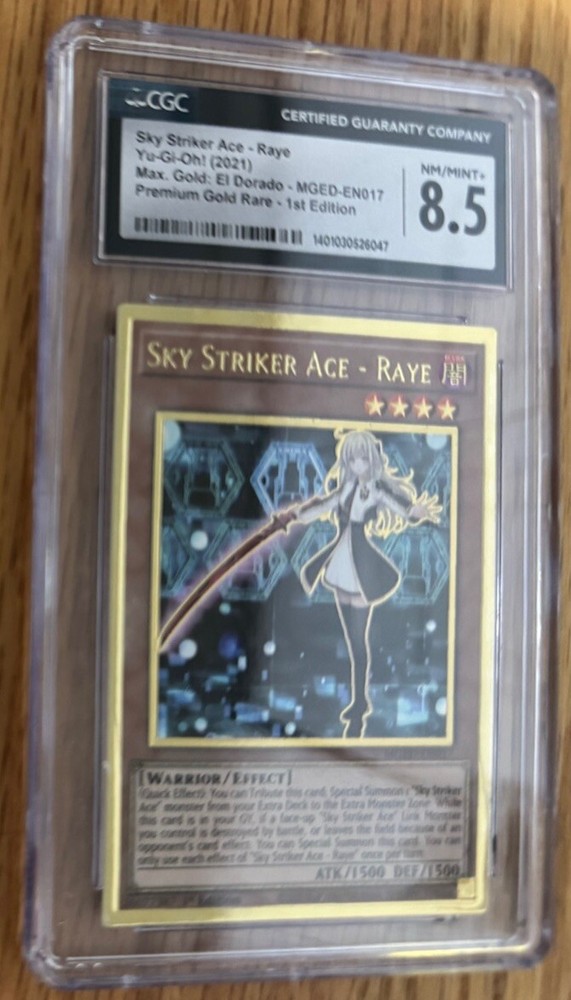 CGC
CERTIFIED GUARANTY COMPANY
Sky Striker Ace - Raye
Yu-Gi-Oh! (2021)
Max. Gold: El Dorado - MGED-EN017
Premium Gold Rare - 1st Edition
NM/MINT+
8.5
1401030526047
SKY STRIKER ACE - RAYE
DARK
闇
[WARRIOR/EFFECT]
(Quick Effect): You can Tribute this card; Special Summon 1 "Sky Striker
Ace" monster from your Extra Deck to the Extra Monster Zone. While
this card is in your GY, if a face-up "Sky Striker Ace" Link Monster
you control is destroyed by battle, or leaves the field because of an
opponent's card effect: You can Special Summon this card. You can
only use each effect of "Sky Striker Ace - Raye" once per turn.
ATK/1500 DEF/1500